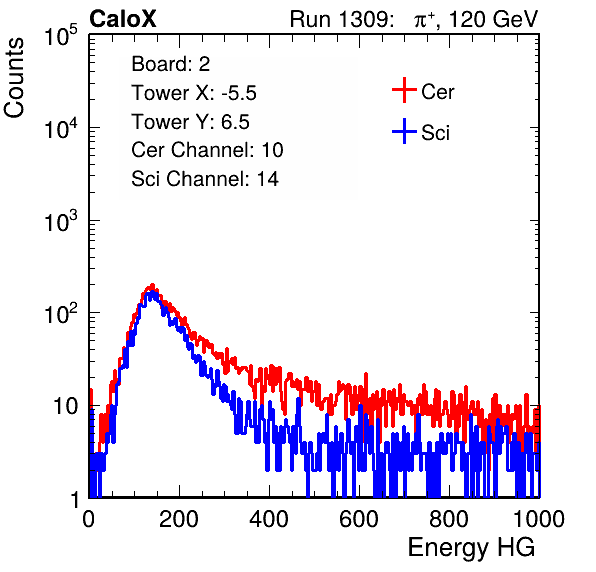 CaloX Run 1309: π⁺, 120 GeV
Counts
10⁵
10⁴
10³
10²
10
1
Board: 2
Tower X: -5.5
Tower Y: 6.5
Cer Channel: 10
Sci Channel: 14
Cer
Sci
0 200 400 600 800 1000
Energy HG